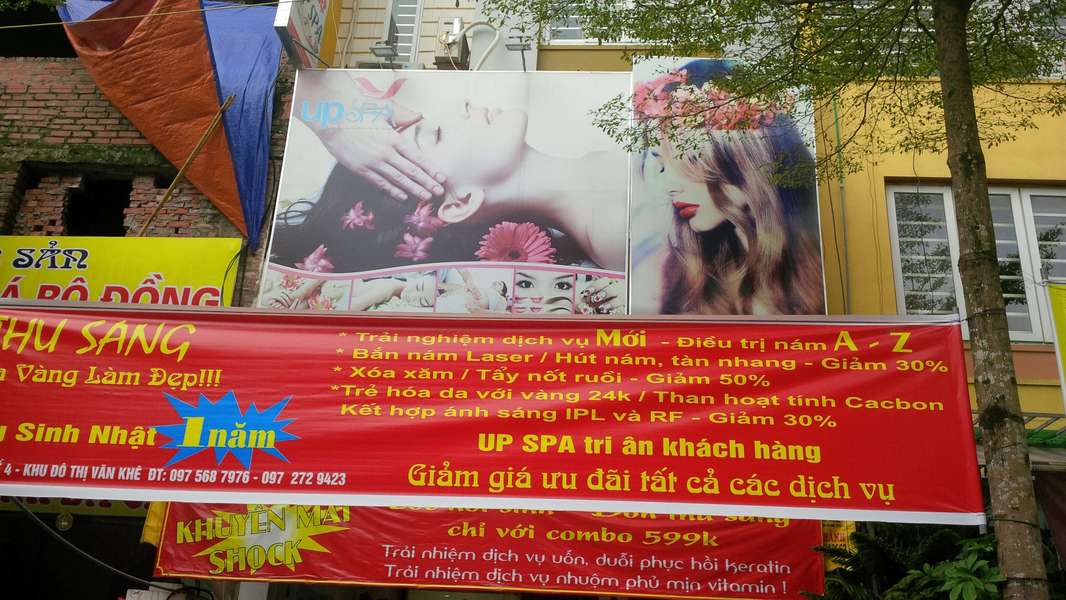 up SPA
SẢN
BÒ ĐỒNG
THU SANG
Vàng Làm Đẹp!!!
Sinh Nhật 1 năm
4 - KHU ĐÔ THỊ VĂN KHÊ ĐT: 097 568 7976 - 097 272 9423
* Trải nghiệm dịch vụ Mới - Điều trị nám A - Z
* Bắn nám Laser / Hút nám, tàn nhang - Giảm 30%
* Xóa xăm / Tẩy nốt ruồi - Giảm 50%
*Trẻ hóa da với vàng 24k / Than hoạt tính Cacbon
Kết hợp ánh sáng IPL và RF - Giảm 30%
UP SPA tri ân khách hàng
Giảm giá ưu đãi tất cả các dịch vụ
KHUYẾN MÃI
SHOCK
chỉ với combo 599k
Trải nhiệm dịch vụ uốn, duỗi phục hồi keratin
Trải nhiệm dịch vụ nhuộm phủ mịn vitamin !